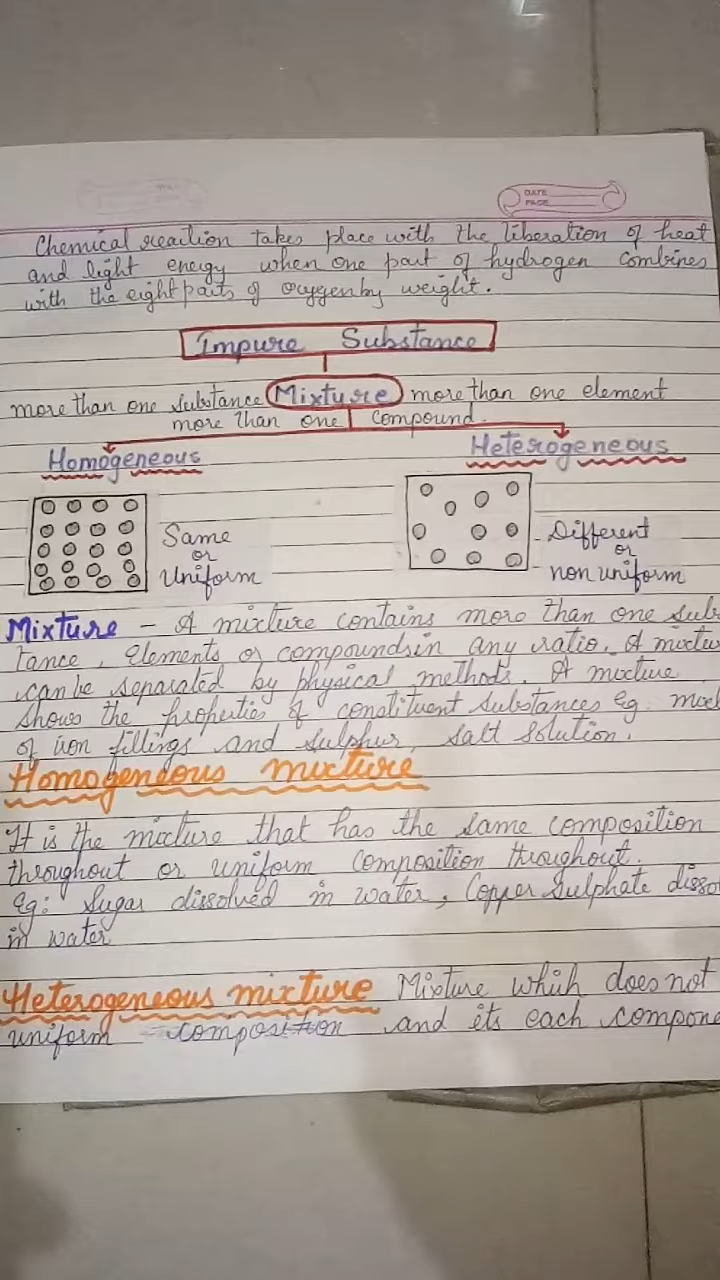 DATE
PAGE
Chemical reaction takes place with the liberation of heat
and light energy when one part of hydrogen combines
with the eight parts of oxygen by weight.
Impure Substance
more than one substance Mixture more than one element
more than one compound.
Homogeneous Heterogeneous
Same
or
Uniform
Different
or
non uniform
Mixture - A mixture contains more than one subs
tance, Elements or compounds in any ratio. A mixtu
can be separated by physical methods. A mixture
shows the properties of constituent substances eg: mix
of iron fillings and sulphur, salt solution.
Homogeneous mixture
It is the mixture that has the same composition
throughout or uniform composition throughout.
Eg: Sugar dissolved in water, Copper Sulphate dissol
in water
Heterogeneous mixture Mixture which does not
uniform composition and its each compone